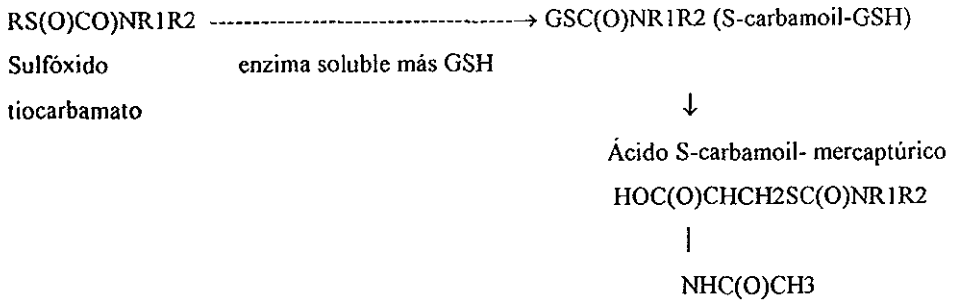 RS(O)CO)NR1R2 ----------------------------------→ GSC(O)NR1R2 (S-carbamoil-GSH)
Sulfóxido enzima soluble más GSH
tiocarbamato
↓
Ácido S-carbamoil- mercaptúrico
HOC(O)CHCH2SC(O)NR1R2
|
NHC(O)CH3